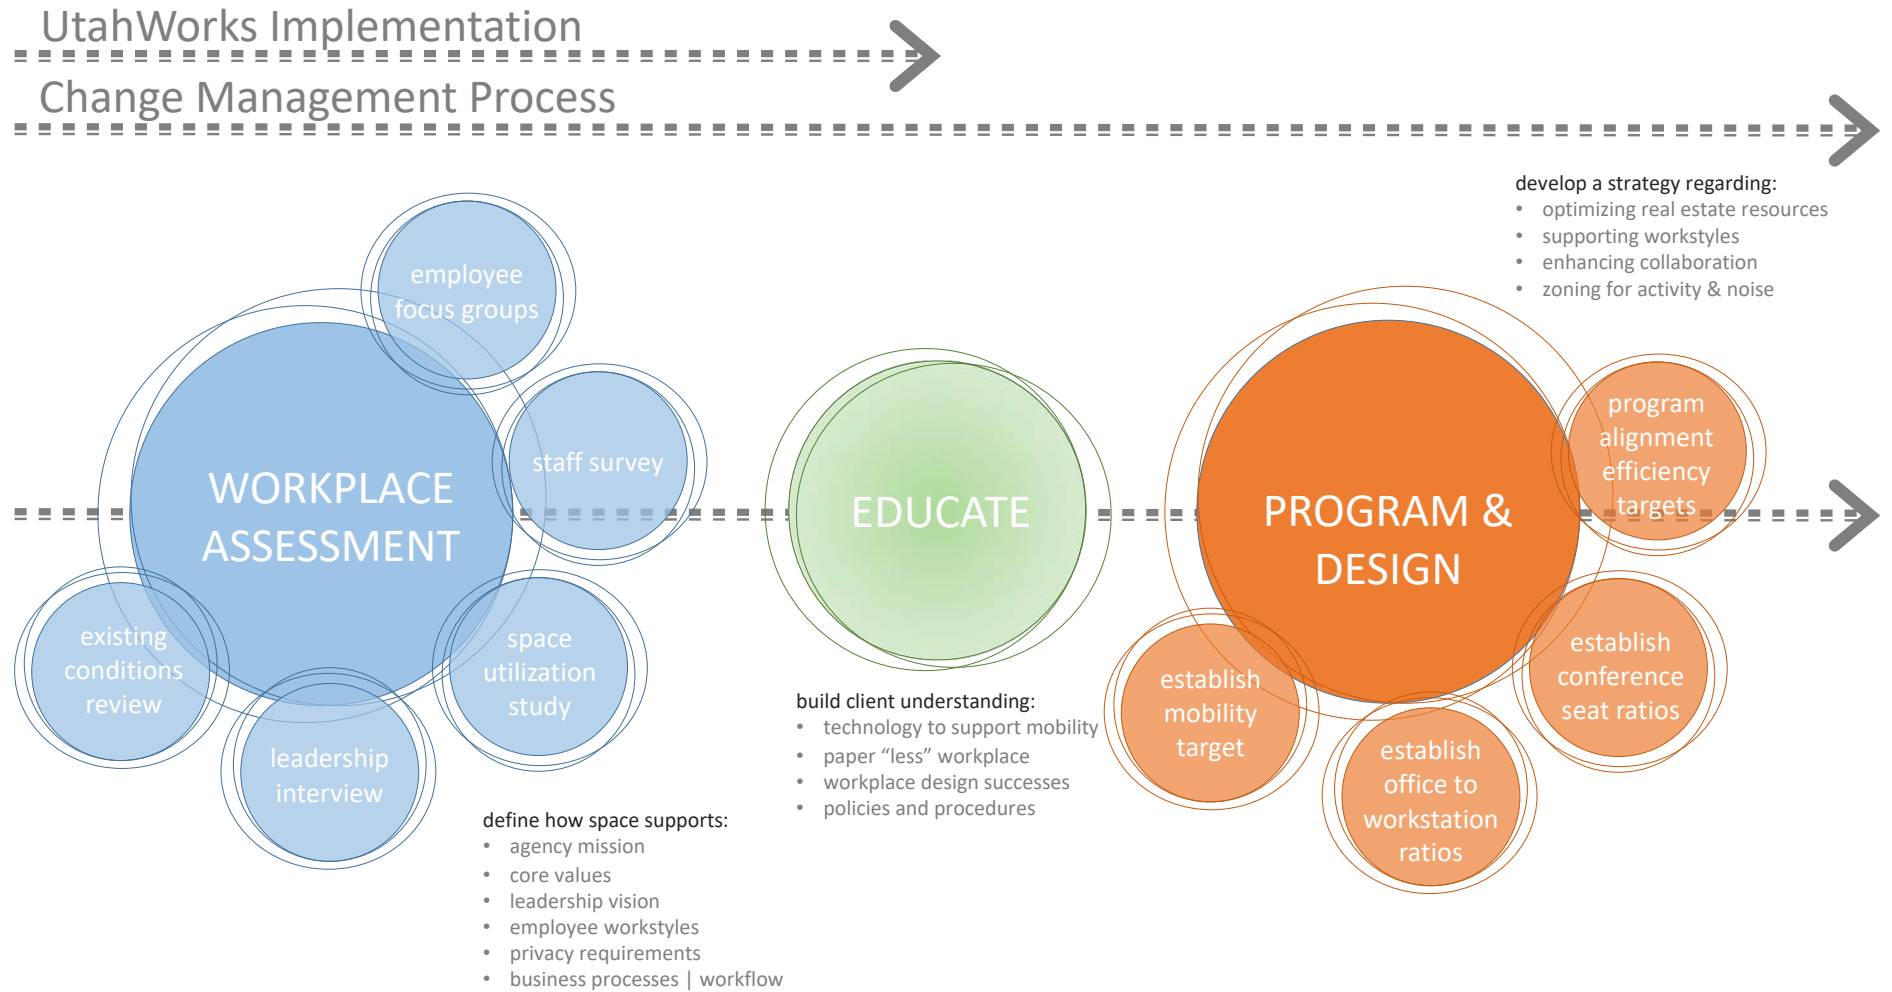 UtahWorks Implementation
Change Management Process
develop a strategy regarding:
• optimizing real estate resources
• supporting workstyles
• enhancing collaboration
• zoning for activity & noise
employee
focus groups
staff survey
WORKPLACE
ASSESSMENT
existing
conditions
review
leadership
interview
space
utilization
study
define how space supports:
• agency mission
• core values
• leadership vision
• employee workstyles
• privacy requirements
• business processes | workflow
EDUCATE
build client understanding:
• technology to support mobility
• paper “less” workplace
• workplace design successes
• policies and procedures
PROGRAM &
DESIGN
program
alignment
efficiency
targets
establish
conference
seat ratios
establish
mobility
target
establish
office to
workstation
ratios